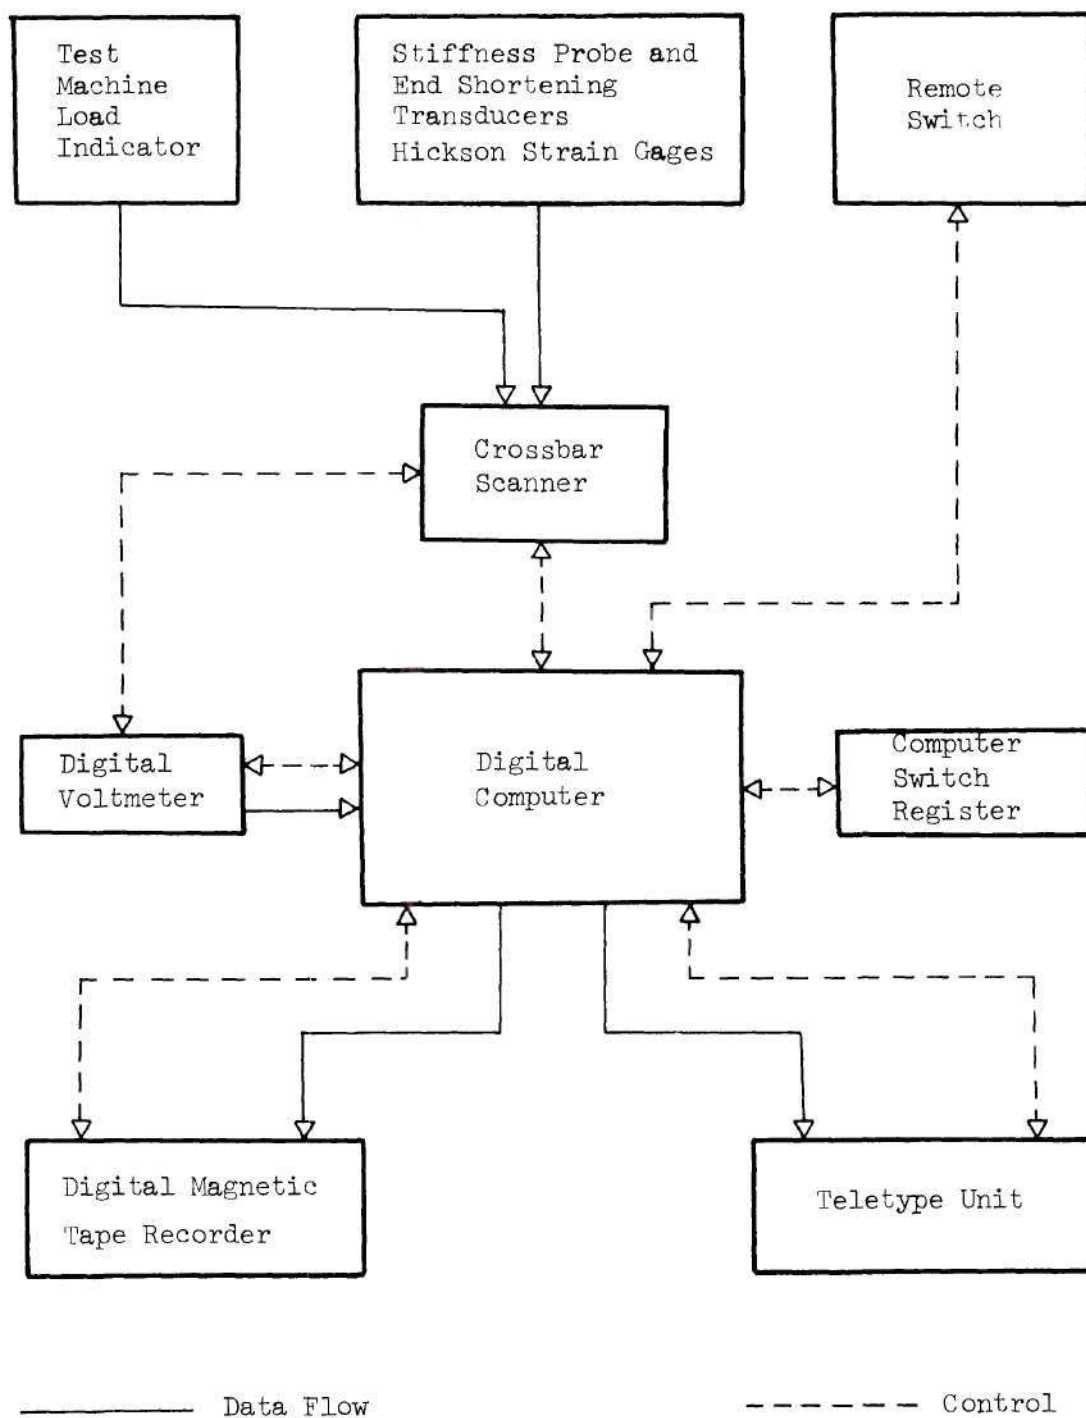 Test
Machine
Load
Indicator
Stiffness Probe and
End Shortening
Transducers
Hickson Strain Gages
Remote
Switch
Crossbar
Scanner
Digital
Voltmeter
Digital
Computer
Computer
Switch
Register
Digital Magnetic
Tape Recorder
Teletype Unit
Data Flow
Control